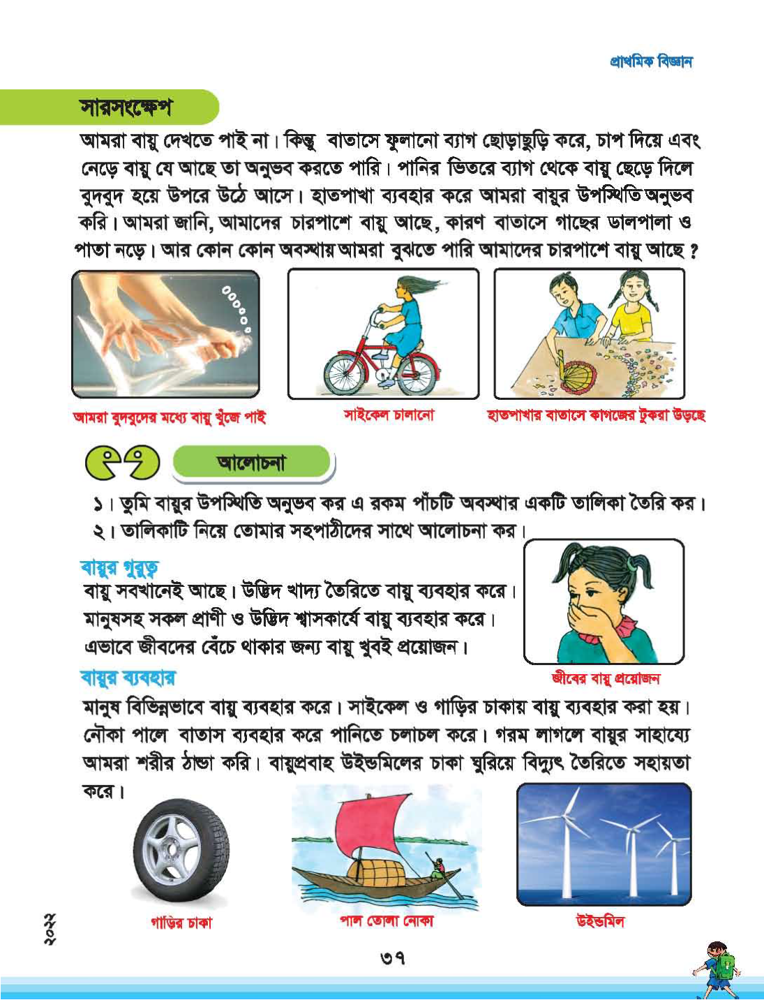 প্রাথমিক বিজ্ঞান
সারসংক্ষেপ
আমরা বায়ু দেখতে পাই না। কিন্তু বাতাসে ফুলানো ব্যাগ ছোড়াছুড়ি করে, চাপ দিয়ে এবং
নেড়ে বায়ু যে আছে তা অনুভব করতে পারি। পানির ভিতরে ব্যাগ থেকে বায়ু ছেড়ে দিলে
বুদবুদ হয়ে উপরে উঠে আসে। হাতপাখা ব্যবহার করে আমরা বায়ুর উপস্থিতি অনুভব
করি। আমরা জানি, আমাদের চারপাশে বায়ু আছে, কারণ বাতাসে গাছের ডালপালা ও
পাতা নড়ে। আর কোন কোন অবস্থায় আমরা বুঝতে পারি আমাদের চারপাশে বায়ু আছে ?
আমরা বুদবুদের মধ্যে বায়ু খুঁজে পাই
সাইকেল চালানো
হাতপাখার বাতাসে কাগজের টুকরা উড়ছে
আলোচনা
১। তুমি বায়ুর উপস্থিতি অনুভব কর এ রকম পাঁচটি অবস্থার একটি তালিকা তৈরি কর।
২। তালিকাটি নিয়ে তোমার সহপাঠীদের সাথে আলোচনা কর।
বায়ুর গুরুত্ব
বায়ু সবখানেই আছে। উদ্ভিদ খাদ্য তৈরিতে বায়ু ব্যবহার করে।
মানুষসহ সকল প্রাণী ও উদ্ভিদ শ্বাসকার্যে বায়ু ব্যবহার করে।
এভাবে জীবদের বেঁচে থাকার জন্য বায়ু খুবই প্রয়োজন।
জীবের বায়ু প্রয়োজন
বায়ুর ব্যবহার
মানুষ বিভিন্নভাবে বায়ু ব্যবহার করে। সাইকেল ও গাড়ির চাকায় বায়ু ব্যবহার করা হয়।
নৌকা পালে বাতাস ব্যবহার করে পানিতে চলাচল করে। গরম লাগলে বায়ুর সাহায্যে
আমরা শরীর ঠান্ডা করি। বায়ুপ্রবাহ উইন্ডমিলের চাকা ঘুরিয়ে বিদ্যুৎ তৈরিতে সহায়তা
করে।
গাড়ির চাকা
পাল তোলা নৌকা
উইন্ডমিল
২০২২
৩৭